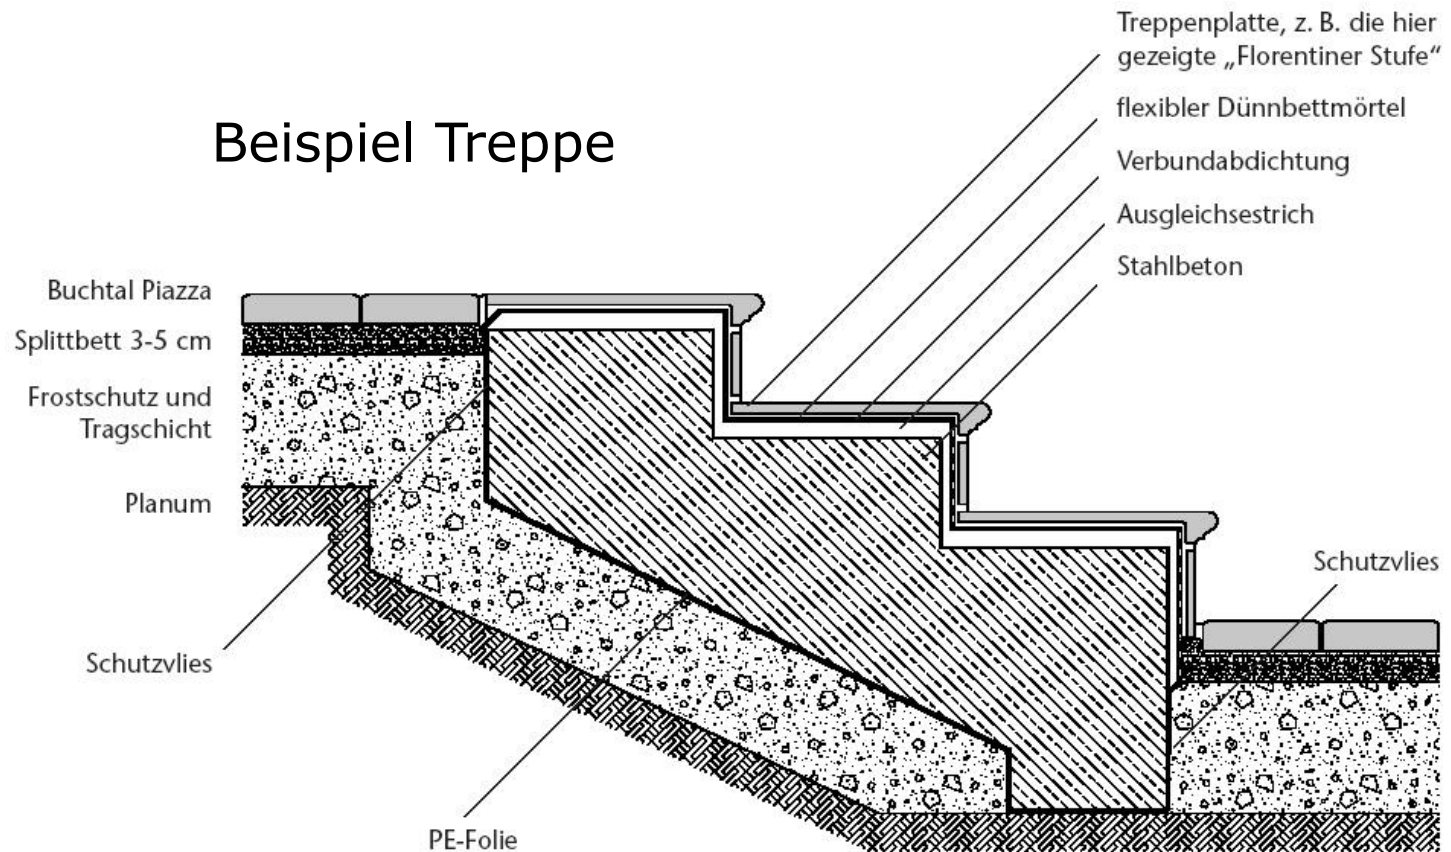 Treppenplatte, z. B. die hier
gezeigte „Florentiner Stufe“
flexibler Dünnbettmörtel
Verbundabdichtung
Ausgleichsestrich
Stahlbeton
Beispiel Treppe
Buchtal Piazza
Splittbett 3-5 cm
Frostschutz und
Tragschicht
Planum
Schutzvlies
Schutzvlies
PE-Folie